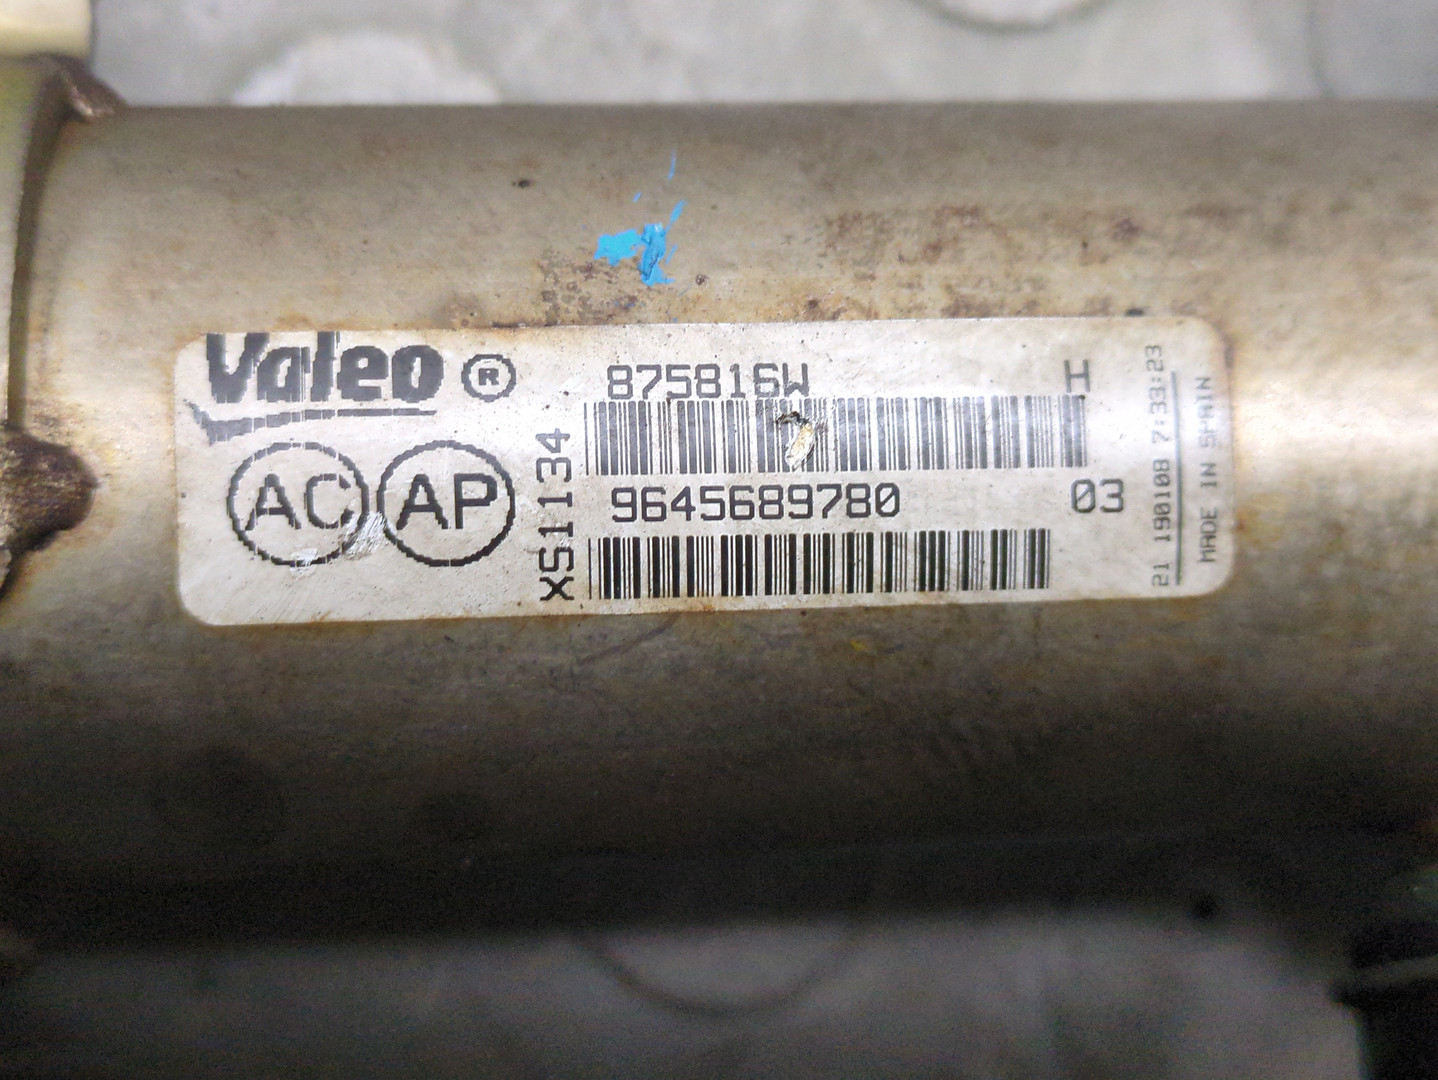 Valeo ®
875816W H
AC AP
XS1134
9645689780 03
21 190108 7:33:23
MADE IN SPAIN